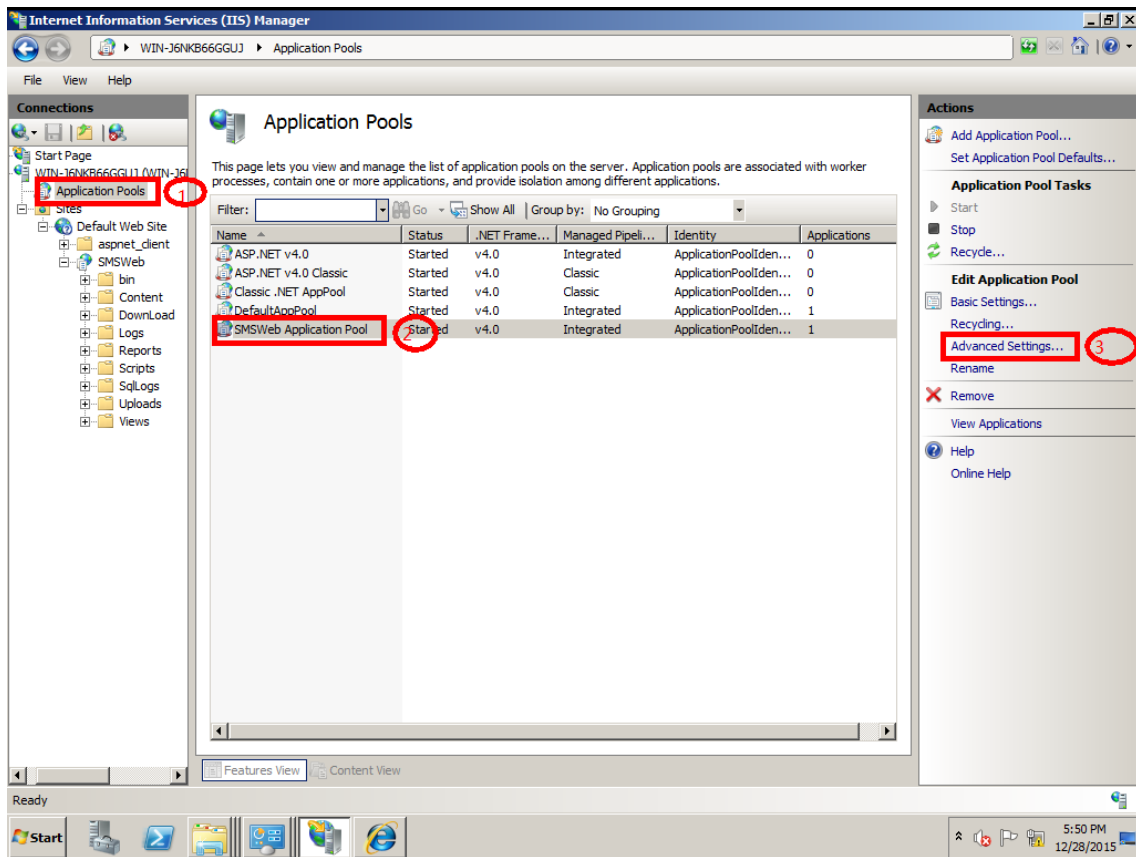 Internet Information Services (IIS) Manager
WIN-J6NKB66GGUJ Application Pools
File View Help
Connections
Start Page
WIN-J6NKB66GGUJ (WIN-J6
Application Pools
1
Sites
Default Web Site
aspnet_client
SMSWeb
bin
Content
DownLoad
Logs
Reports
Scripts
SqlLogs
Uploads
Views
Application Pools
This page lets you view and manage the list of application pools on the server. Application pools are associated with worker
processes, contain one or more applications, and provide isolation among different applications.
Filter: Go Show All Group by: No Grouping
Name Status .NET Frame... Managed Pipeli... Identity Applications
ASP.NET v4.0 Started v4.0 Integrated ApplicationPoolIden... 0
ASP.NET v4.0 Classic Started v4.0 Classic ApplicationPoolIden... 0
Classic .NET AppPool Started v4.0 Classic ApplicationPoolIden... 0
DefaultAppPool Started v4.0 Integrated ApplicationPoolIden... 1
SMSWeb Application Pool Started v4.0 Integrated ApplicationPoolIden... 1
2
Features View Content View
Actions
Add Application Pool...
Set Application Pool Defaults...
Application Pool Tasks
Start
Stop
Recycle...
Edit Application Pool
Basic Settings...
Recycling...
Advanced Settings...
3
Rename
Remove
View Applications
Help
Online Help
Ready
Start
5:50 PM
12/28/2015